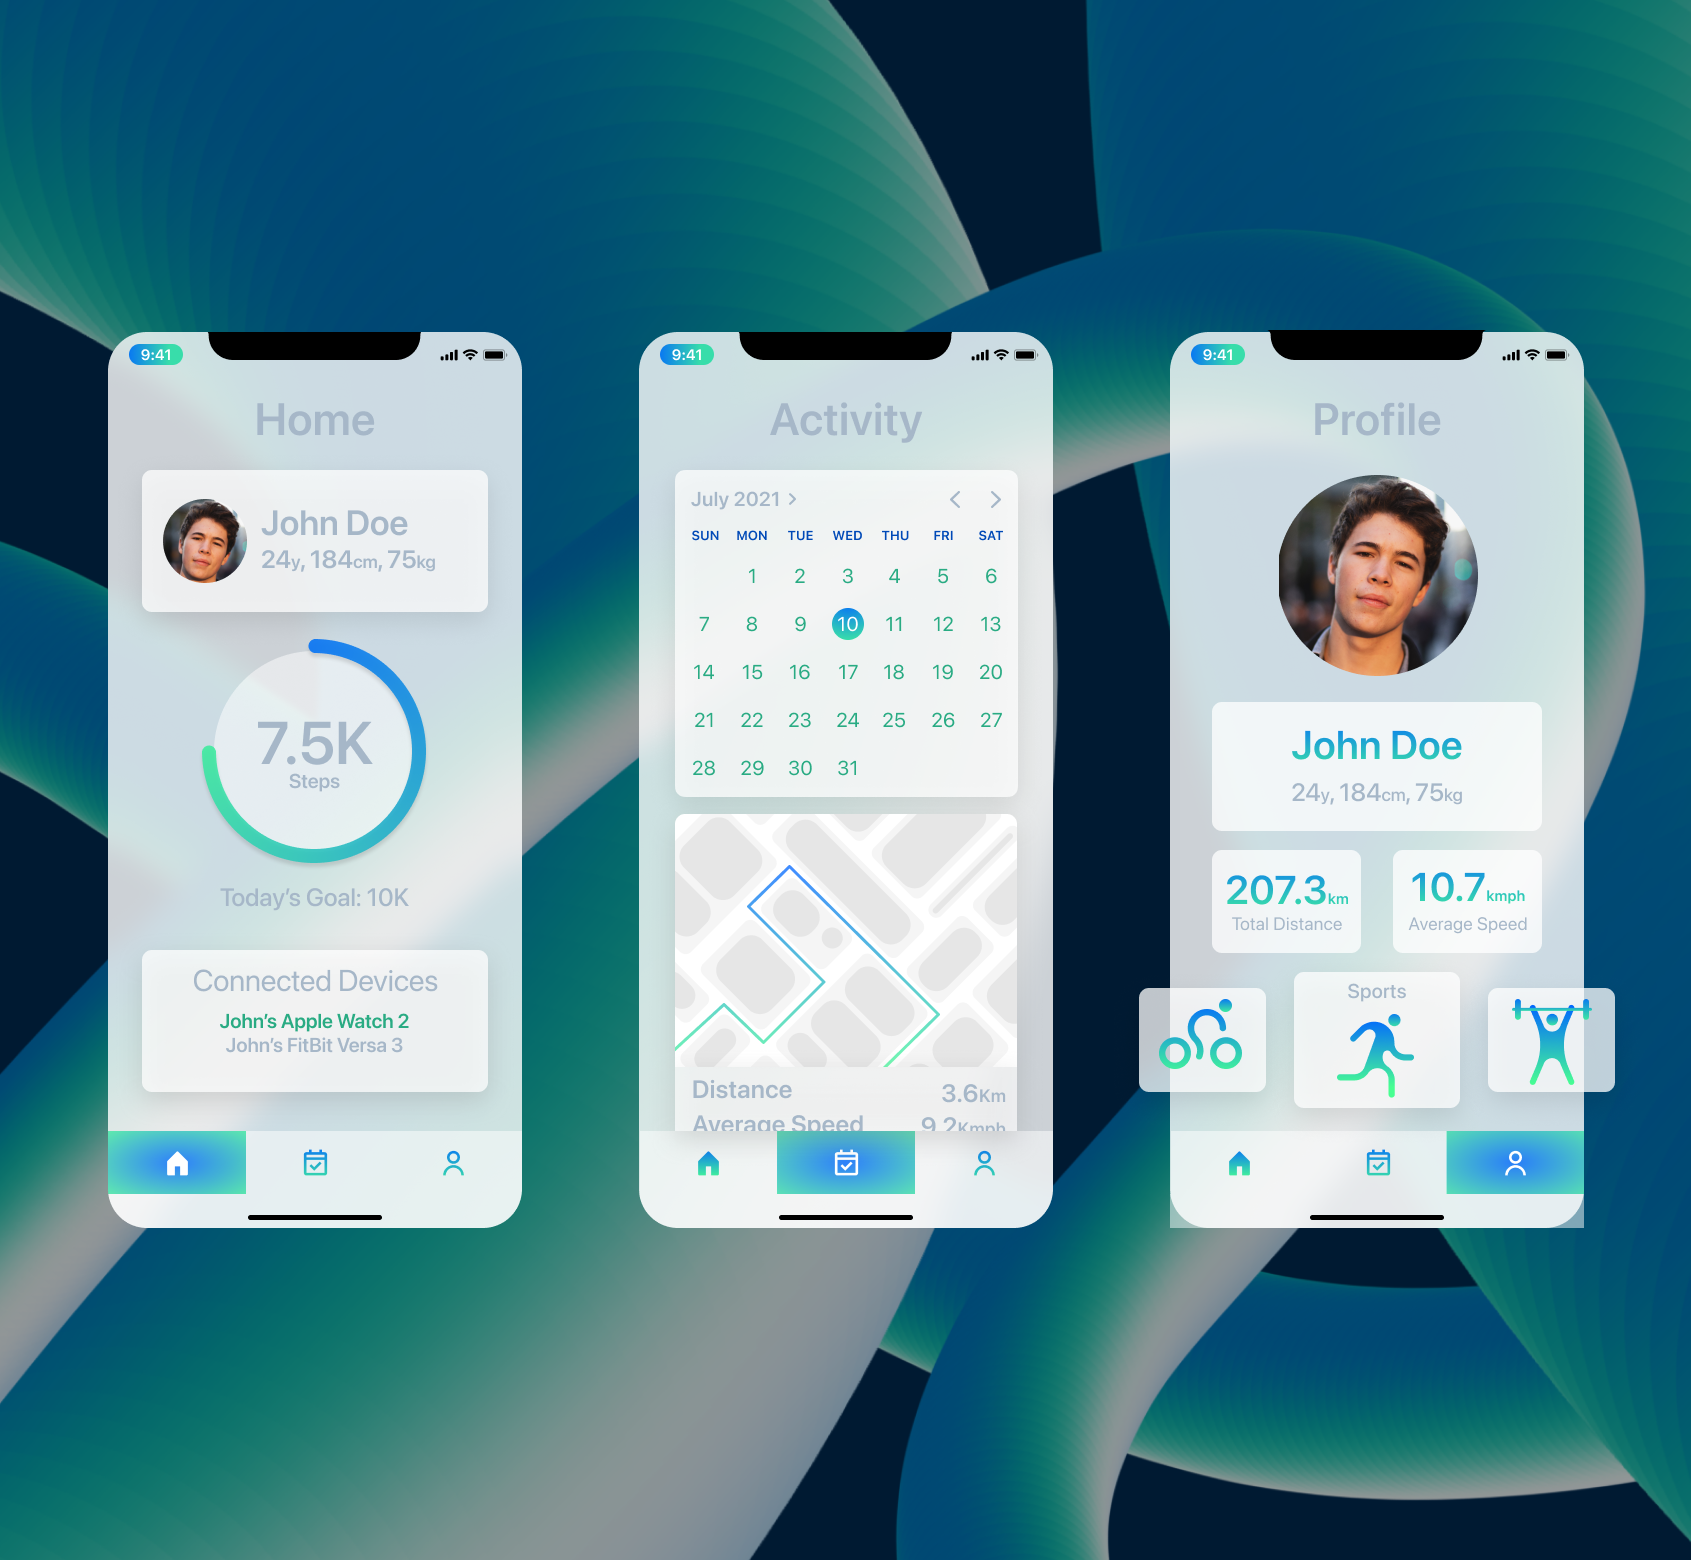 9:41
Home
John Doe
24y, 184cm, 75kg
7.5K
Steps
Today's Goal: 10K
Connected Devices
John's Apple Watch 2
John's FitBit Versa 3
9:41
Activity
July 2021
SUN MON TUE WED THU FRI SAT
1 2 3 4 5 6
7 8 9 10 11 12 13
14 15 16 17 18 19 20
21 22 23 24 25 26 27
28 29 30 31
Distance 3.6Km
Average Speed 9.2Kmph
9:41
Profile
John Doe
24y, 184cm, 75kg
207.3km
Total Distance
10.7kmph
Average Speed
Sports